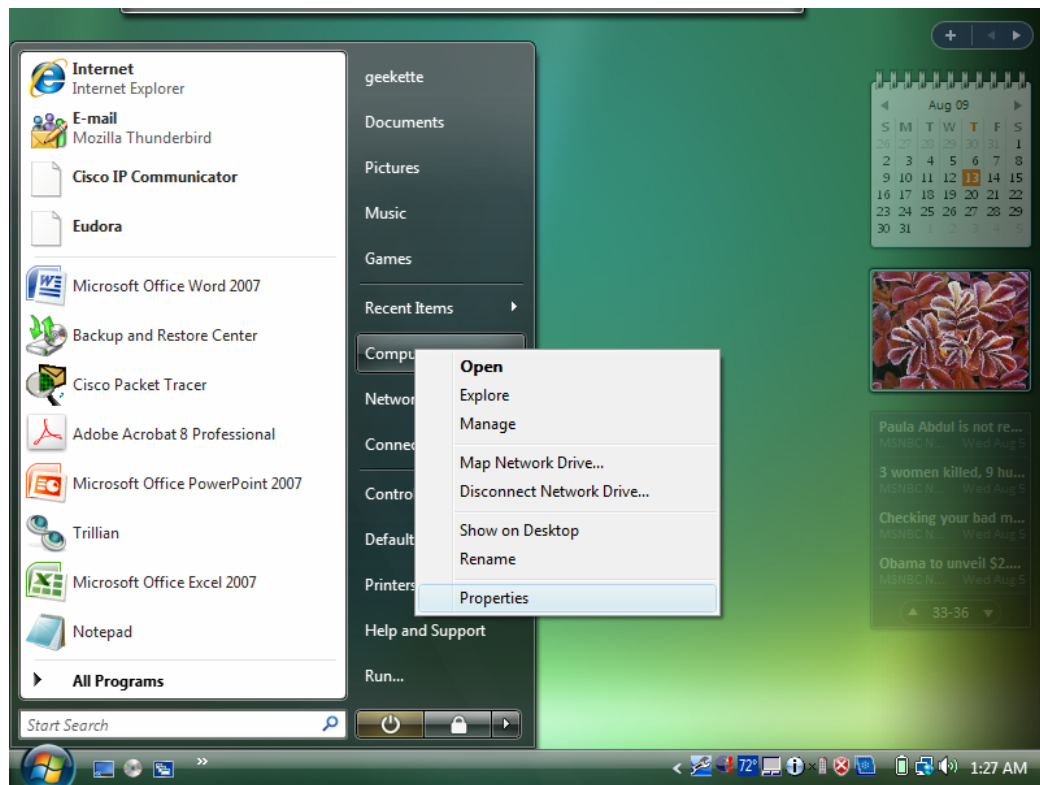 Internet
Internet Explorer
E-mail
Mozilla Thunderbird
Cisco IP Communicator
Eudora
Microsoft Office Word 2007
Backup and Restore Center
Cisco Packet Tracer
Adobe Acrobat 8 Professional
Microsoft Office PowerPoint 2007
Trillian
Microsoft Office Excel 2007
Notepad
All Programs
Start Search
geekette
Documents
Pictures
Music
Games
Recent Items
Compu
Networ
Connec
Contro
Default
Printers
Help and Support
Run...
Open
Explore
Manage
Map Network Drive...
Disconnect Network Drive...
Show on Desktop
Rename
Properties
Aug 09
S M T W T F S
26 27 28 29 30 31 1
2 3 4 5 6 7 8
9 10 11 12 13 14 15
16 17 18 19 20 21 22
23 24 25 26 27 28 29
30 31 1 2 3 4 5
Paula Abdul is not re...
MSNBC N... Wed Aug 5
3 women killed, 9 hu...
MSNBC N... Wed Aug 5
Checking your bad m...
MSNBC N... Wed Aug 5
Obama to unveil $2....
MSNBC N... Wed Aug 5
33-36
72°
1:27 AM